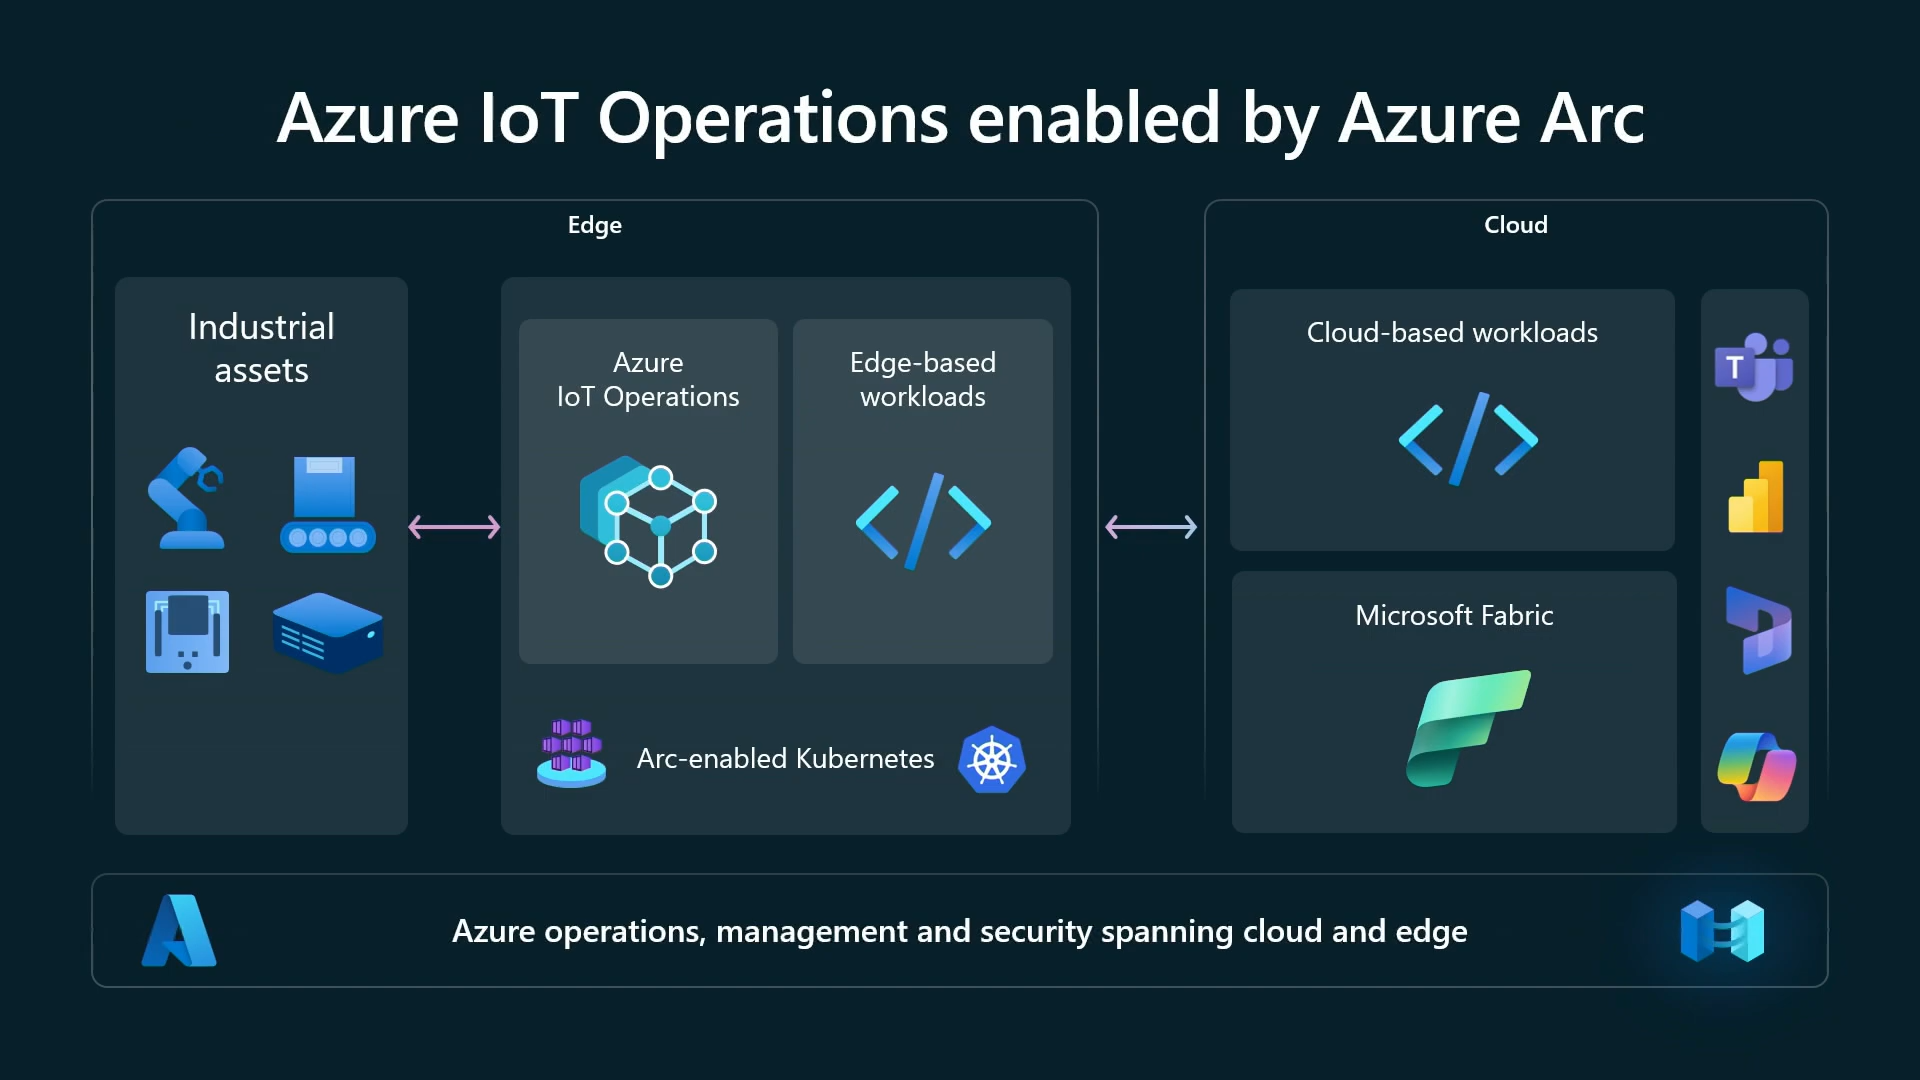 Azure IoT Operations enabled by Azure Arc
Edge
Industrial
assets
Azure
IoT Operations
Edge-based
workloads
Arc-enabled Kubernetes
Cloud
Cloud-based workloads
T
Microsoft Fabric
Azure operations, management and security spanning cloud and edge